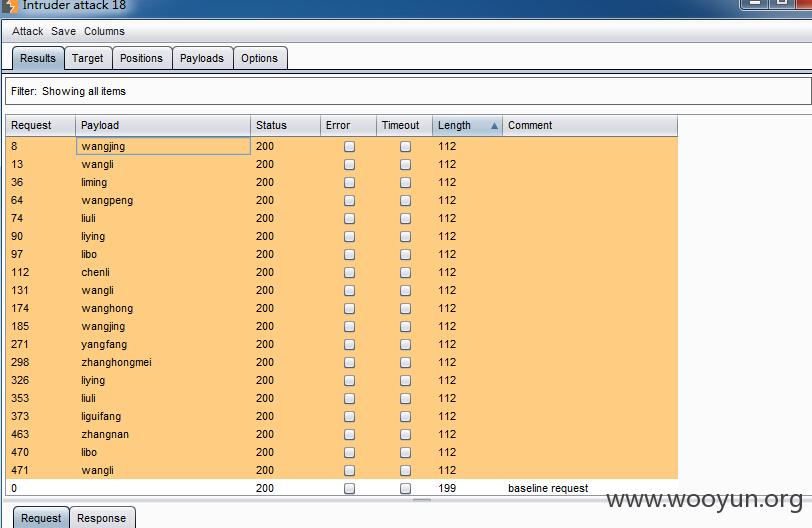 Intruder attack 18
Attack Save Columns
Results Target Positions Payloads Options
Filter: Showing all items
Request Payload Status Error Timeout Length Comment
8 wangjing 200 112
13 wangli 200 112
36 liming 200 112
64 wangpeng 200 112
74 liuli 200 112
90 liying 200 112
97 libo 200 112
112 chenli 200 112
131 wangli 200 112
174 wanghong 200 112
185 wangjing 200 112
271 yangfang 200 112
298 zhanghongmei 200 112
326 liying 200 112
353 liuli 200 112
373 liguifang 200 112
463 zhangnan 200 112
470 libo 200 112
471 wangli 200 112
0 200 199 baseline request
www.wooyun.org
Request Response